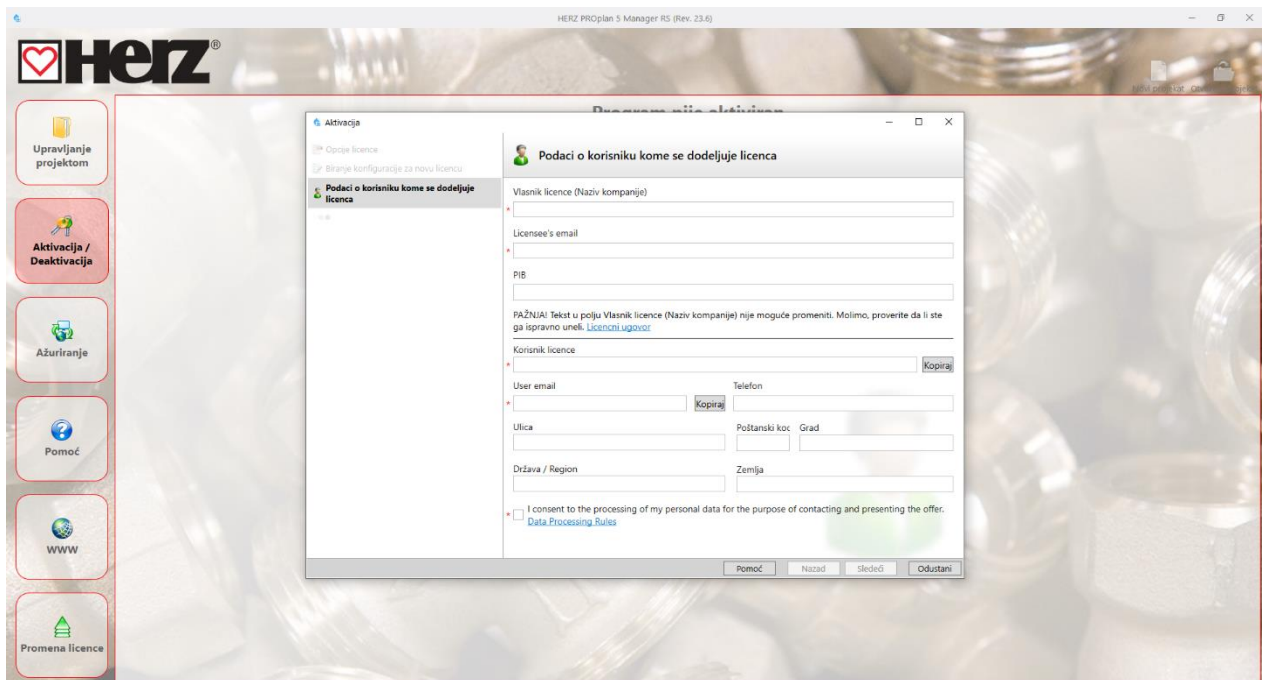 HERZ PROplan S Manager RS (Rev. 23.6)
HERZ®
Novi projekat
Program nije aktiviran
Upravljanje
projektom
Aktivacija /
Deaktivacija
Ažuriranje
Pomoć
WWW
Promena licence
Aktivacija
Opcije licence
Biranje konfiguracije za novu licencu
Podaci o korisniku kome se dodeljuje
licenca
Podaci o korisniku kome se dodeljuje licenca
Vlasnik licence (Naziv kompanije)
*
Licensee's email
*
PIB
PAŽNJA! Tekst u polju Vlasnik licence (Naziv kompanije) nije moguće promeniti. Molimo, proverite da li ste
ga ispravno uneli. Licencni ugovor
Korisnik licence
* Kopiraj
User email Telefon
* Kopiraj
Ulica Poštanski koc Grad
Država / Region Zemlja
* I consent to the processing of my personal data for the purpose of contacting and presenting the offer.
Data Processing Rules
Pomoć Nazad Sledeći Odustani